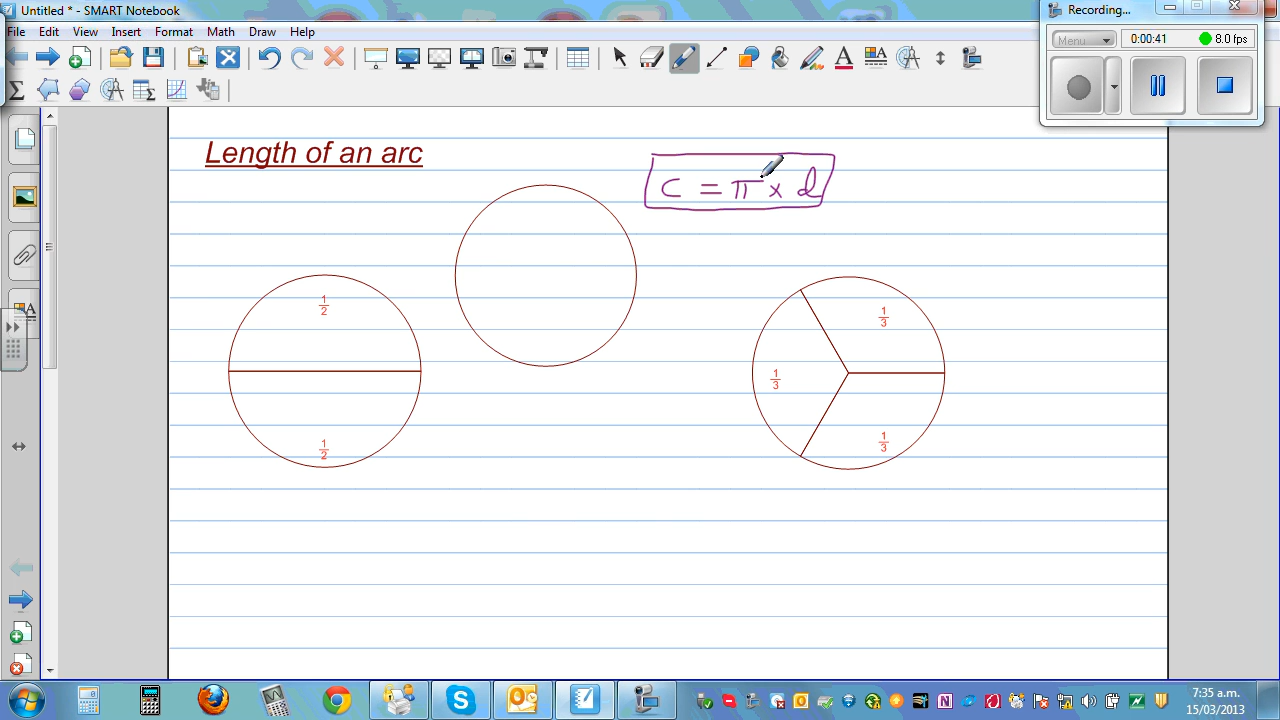 Untitled * - SMART Notebook
File Edit View Insert Format Math Draw Help
Recording...
Menu 0:00:41 8.0 fps
Length of an arc
C = π x d
1/2
1/2
1/3
1/3
1/3
7:35 a.m.
15/03/2013